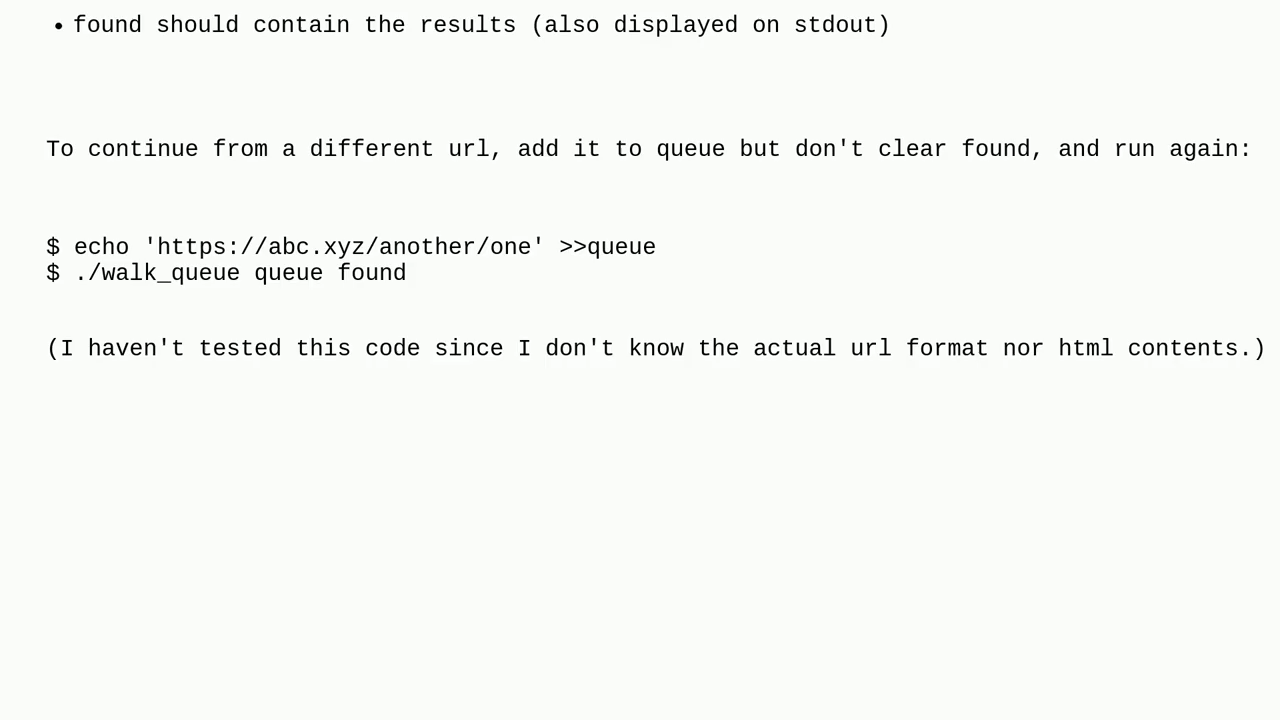 • found should contain the results (also displayed on stdout)
To continue from a different url, add it to queue but don't clear found, and run again:
$ echo 'https://abc.xyz/another/one' >>queue
$ ./walk_queue queue found
(I haven't tested this code since I don't know the actual url format nor html contents.)